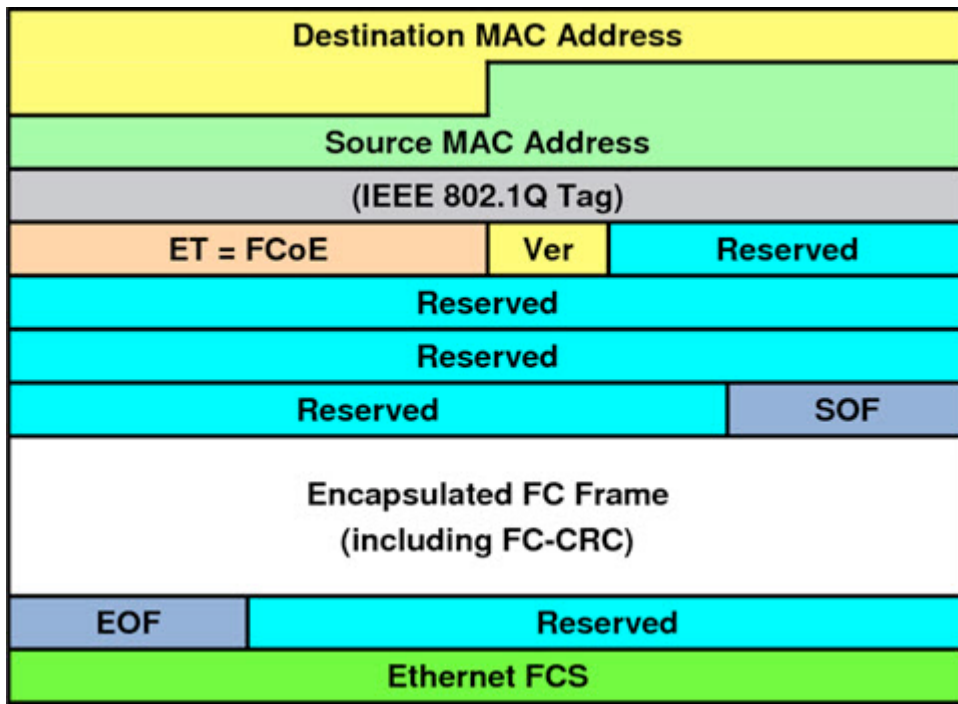 Destination MAC Address
Source MAC Address
(IEEE 802.1Q Tag)
ET = FCoE
Ver
Reserved
Reserved
Reserved
Reserved
SOF
Encapsulated FC Frame
(including FC-CRC)
EOF
Reserved
Ethernet FCS